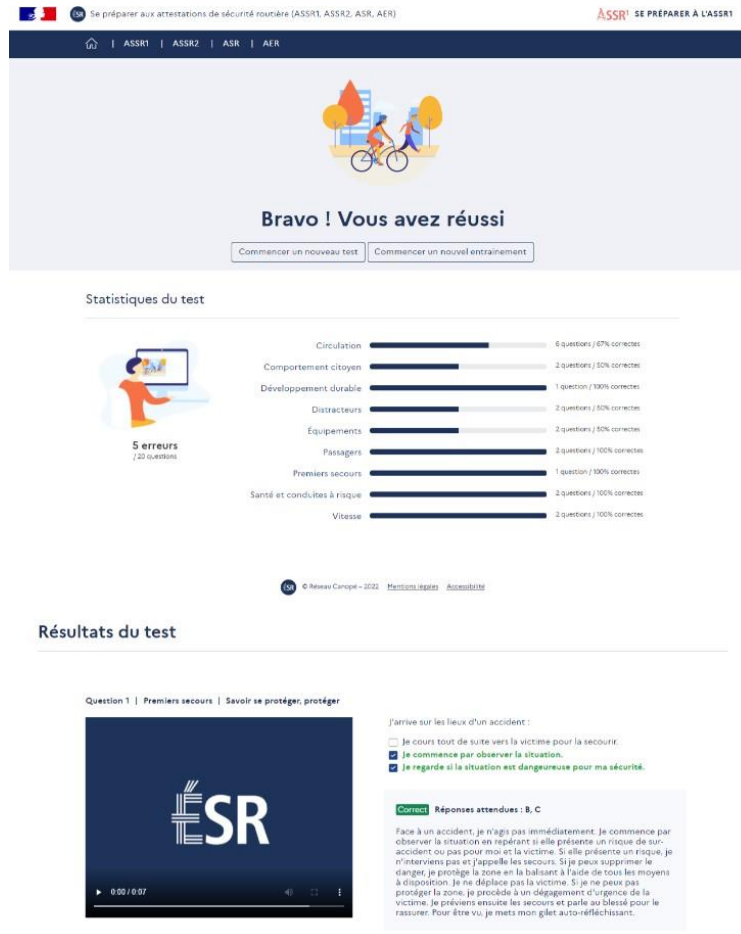 ÉSR Se préparer aux attestations de sécurité routière (ASSR1, ASSR2, ASR, AER) ASSR1 SE PRÉPARER À L'ASSR1
| ASSR1 | ASSR2 | ASR | AER
Bravo ! Vous avez réussi
Commencer un nouveau test Commencer un nouvel entrainement
Statistiques du test
Circulation 6 questions / 67% correctes
Comportement citoyen 2 questions / 50% correctes
Développement durable 1 question / 100% correctes
Distracteurs 2 questions / 50% correctes
Équipements 2 questions / 50% correctes
Passagers 2 questions / 100% correctes
Premiers secours 1 question / 100% correctes
Santé et conduites à risque 2 questions / 100% correctes
Vitesse 2 questions / 100% correctes
5 erreurs
/ 20 questions
ÉSR © Réseau Canopé – 2022 Mentions légales Accessibilité
Résultats du test
Question 1 | Premiers secours | Savoir se protéger, protéger
ÉSR
0:00 / 0:07
J'arrive sur les lieux d'un accident :
Je cours tout de suite vers la victime pour la secourir.
Je commence par observer la situation.
Je regarde si la situation est dangeureuse pour ma sécurité.
Correct Réponses attendues : B, C
Face à un accident, je n'agis pas immédiatement. Je commence par
observer la situation en repérant si elle présente un risque de sur-
accident ou pas pour moi et la victime. Si elle présente un risque, je
n'interviens pas et j'appelle les secours. Si je peux supprimer le
danger, je protège la zone en la balisant à l'aide de tous les moyens
à disposition. Je ne déplace pas la victime. Si je ne peux pas
protéger la zone, je procède à un dégagement d'urgence de la
victime. Je préviens ensuite les secours et parle au blessé pour le
rassurer. Pour être vu, je mets mon gilet auto-réfléchissant.